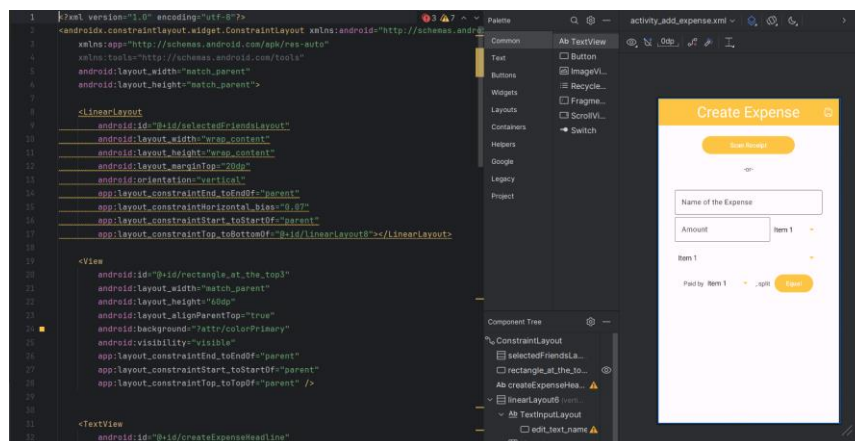 1 <?xml version="1.0" encoding="utf-8"?>
3 7
2 <androidx.constraintlayout.widget.ConstraintLayout xmlns:android="http://schemas.andro
3 xmlns:app="http://schemas.android.com/apk/res-auto"
4 xmlns:tools="http://schemas.android.com/tools"
5 android:layout_width="match_parent"
6 android:layout_height="match_parent">
7
8 <LinearLayout
9 android:id="@+id/selectedFriendsLayout"
10 android:layout_width="wrap_content"
11 android:layout_height="wrap_content"
12 android:layout_marginTop="20dp"
13 android:orientation="vertical"
14 app:layout_constraintEnd_toEndOf="parent"
15 app:layout_constraintHorizontal_bias="0.07"
16 app:layout_constraintStart_toStartOf="parent"
17 app:layout_constraintTop_toBottomOf="@+id/linearLayout8"></LinearLayout>
18
19 <View
20 android:id="@+id/rectangle_at_the_top3"
21 android:layout_width="match_parent"
22 android:layout_height="60dp"
23 android:layout_alignParentTop="true"
24 android:background="?attr/colorPrimary"
25 android:visibility="visible"
26 app:layout_constraintEnd_toEndOf="parent"
27 app:layout_constraintStart_toStartOf="parent"
28 app:layout_constraintTop_toTopOf="parent" />
29
30
31 <TextView
32 android:id="@+id/createExpenseHeadline"
Palette
Common
Text
Buttons
Widgets
Layouts
Containers
Helpers
Google
Legacy
Project
Ab TextView
Button
ImageVi...
Recycle...
Fragme...
ScrollVi...
Switch
Component Tree
ConstraintLayout
selectedFriendsLa...
rectangle_at_the_to...
Ab createExpenseHea...
linearLayout6 (verti...
Ab TextInputLayout
edit_text_name
activity_add_expense.xml
0dp
Create Expense
Scan Receipt
-or-
Name of the Expense
Amount
Item 1
Item 1
Paid by Item 1 , split